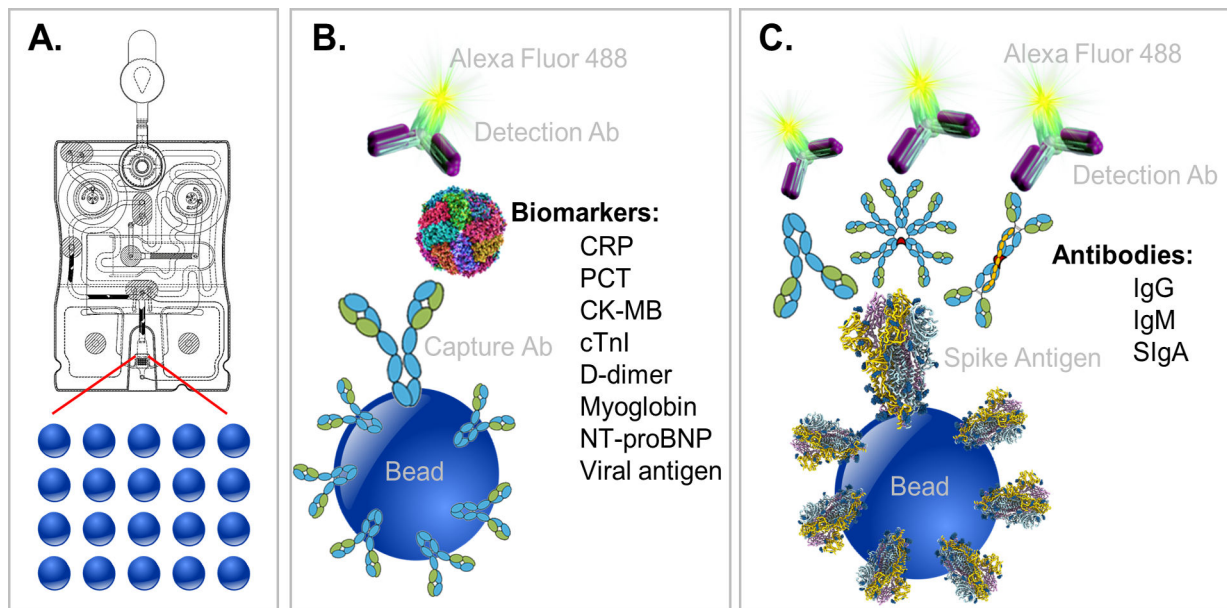 A.
B.
Alexa Fluor 488
Detection Ab
Biomarkers:
CRP
PCT
CK-MB
cTnI
D-dimer
Myoglobin
NT-proBNP
Viral antigen
Capture Ab
Bead
C.
Alexa Fluor 488
Detection Ab
Antibodies:
IgG
IgM
SIgA
Spike Antigen
Bead